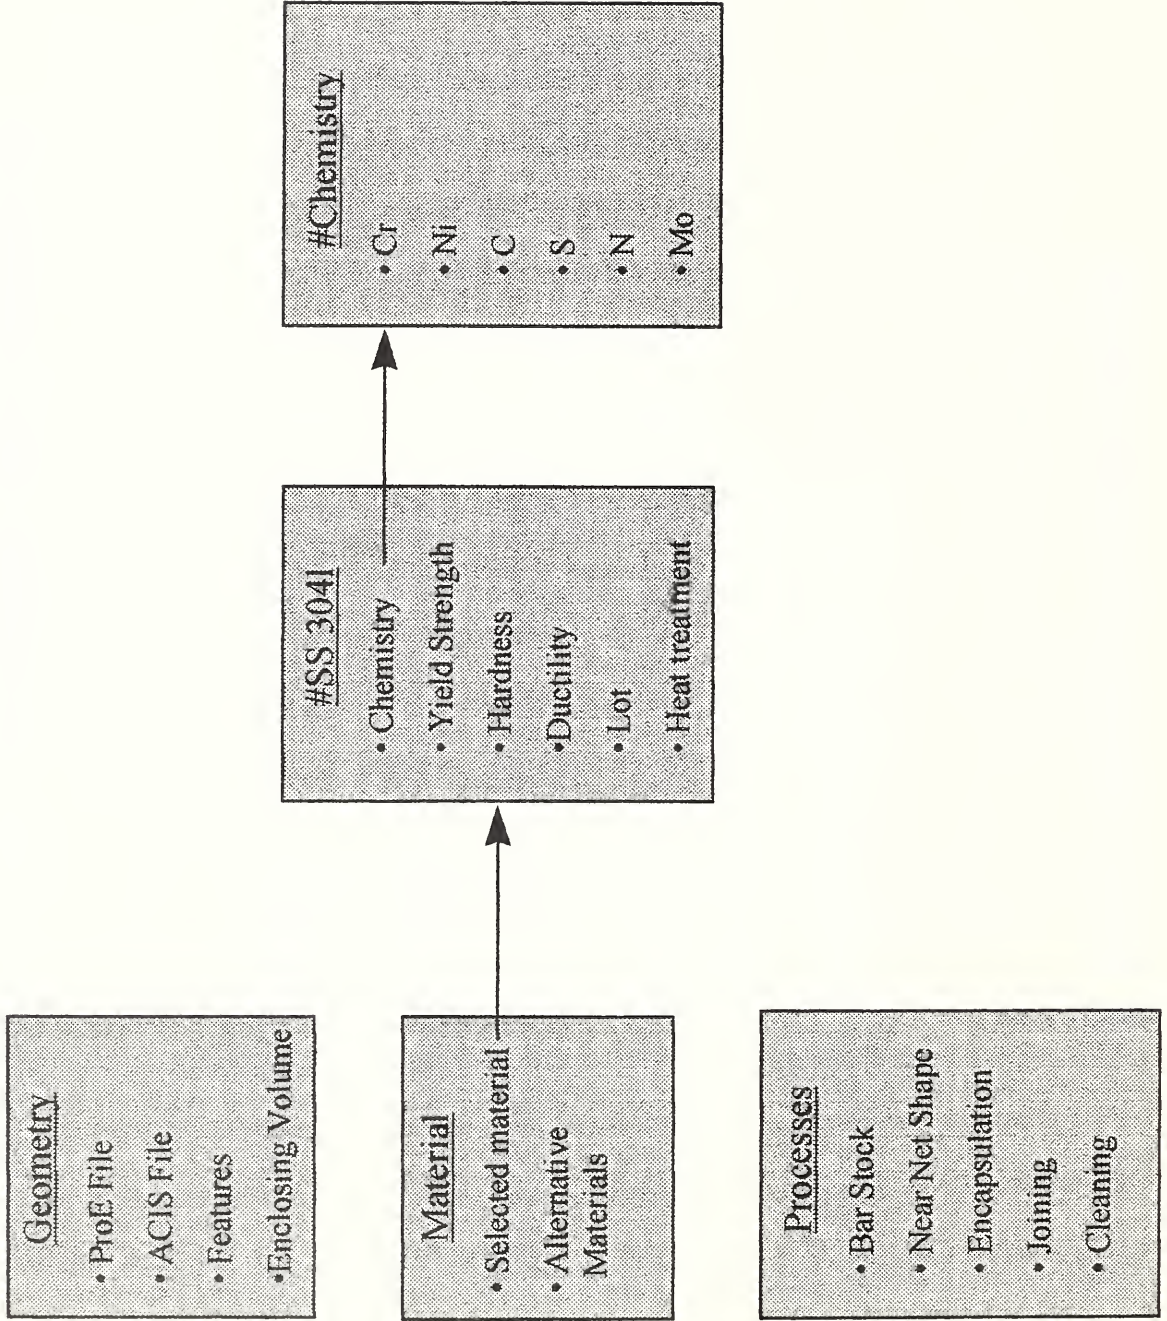 Geometry
• ProE File
• ACIS File
• Features
•Enclosing Volume
Material
• Selected material
• Alternative
Materials
Processes
• Bar Stock
• Near Net Shape
• Encapsulation
• Joining
• Cleaning
#SS 304l
• Chemistry
• Yield Strength
• Hardness
•Ductility
• Lot
• Heat treatment
#Chemistry
• Cr
• Ni
• C
• S
• N
• Mo